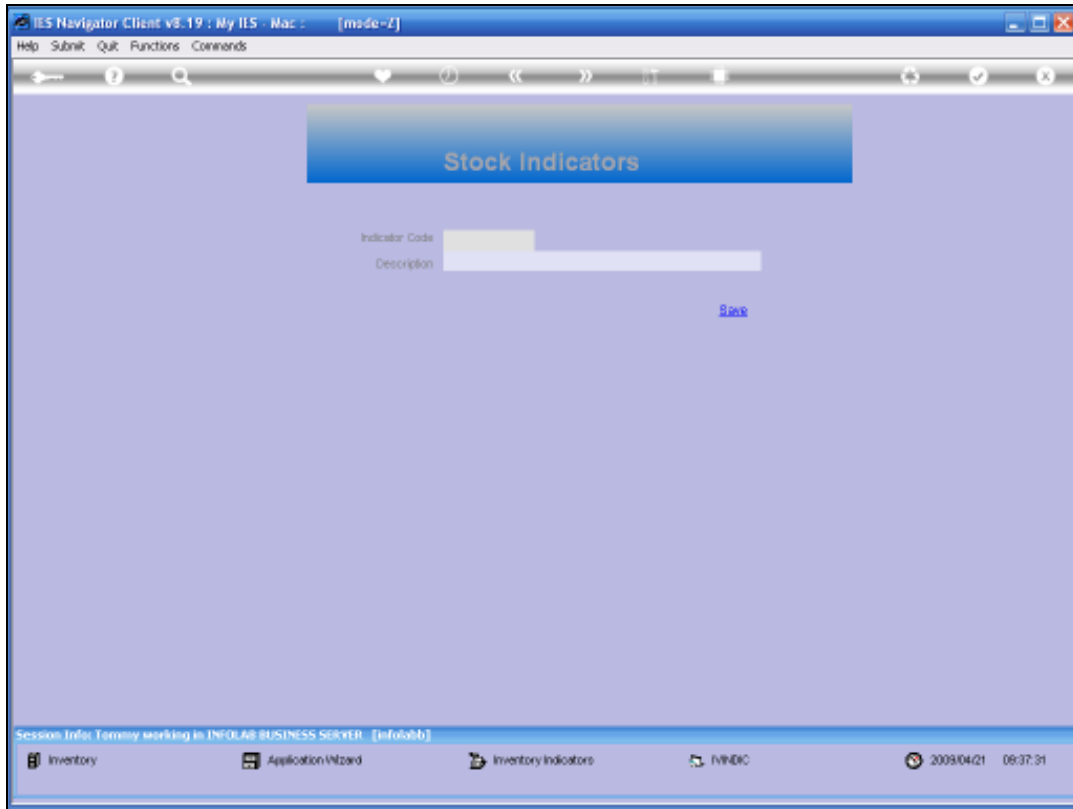 IES Navigator Client v8.19 : My IES - Mac : [mode=Z]
Help Submit Quit Functions Commands
Stock Indicators
Indicator Code
Description
Save
Session Info: Tommy working in INFOLAB BUSINESS SERVER [infolabb]
Inventory Application Wizard Inventory Indicators IVINDIC 2009/04/21 09:37:31